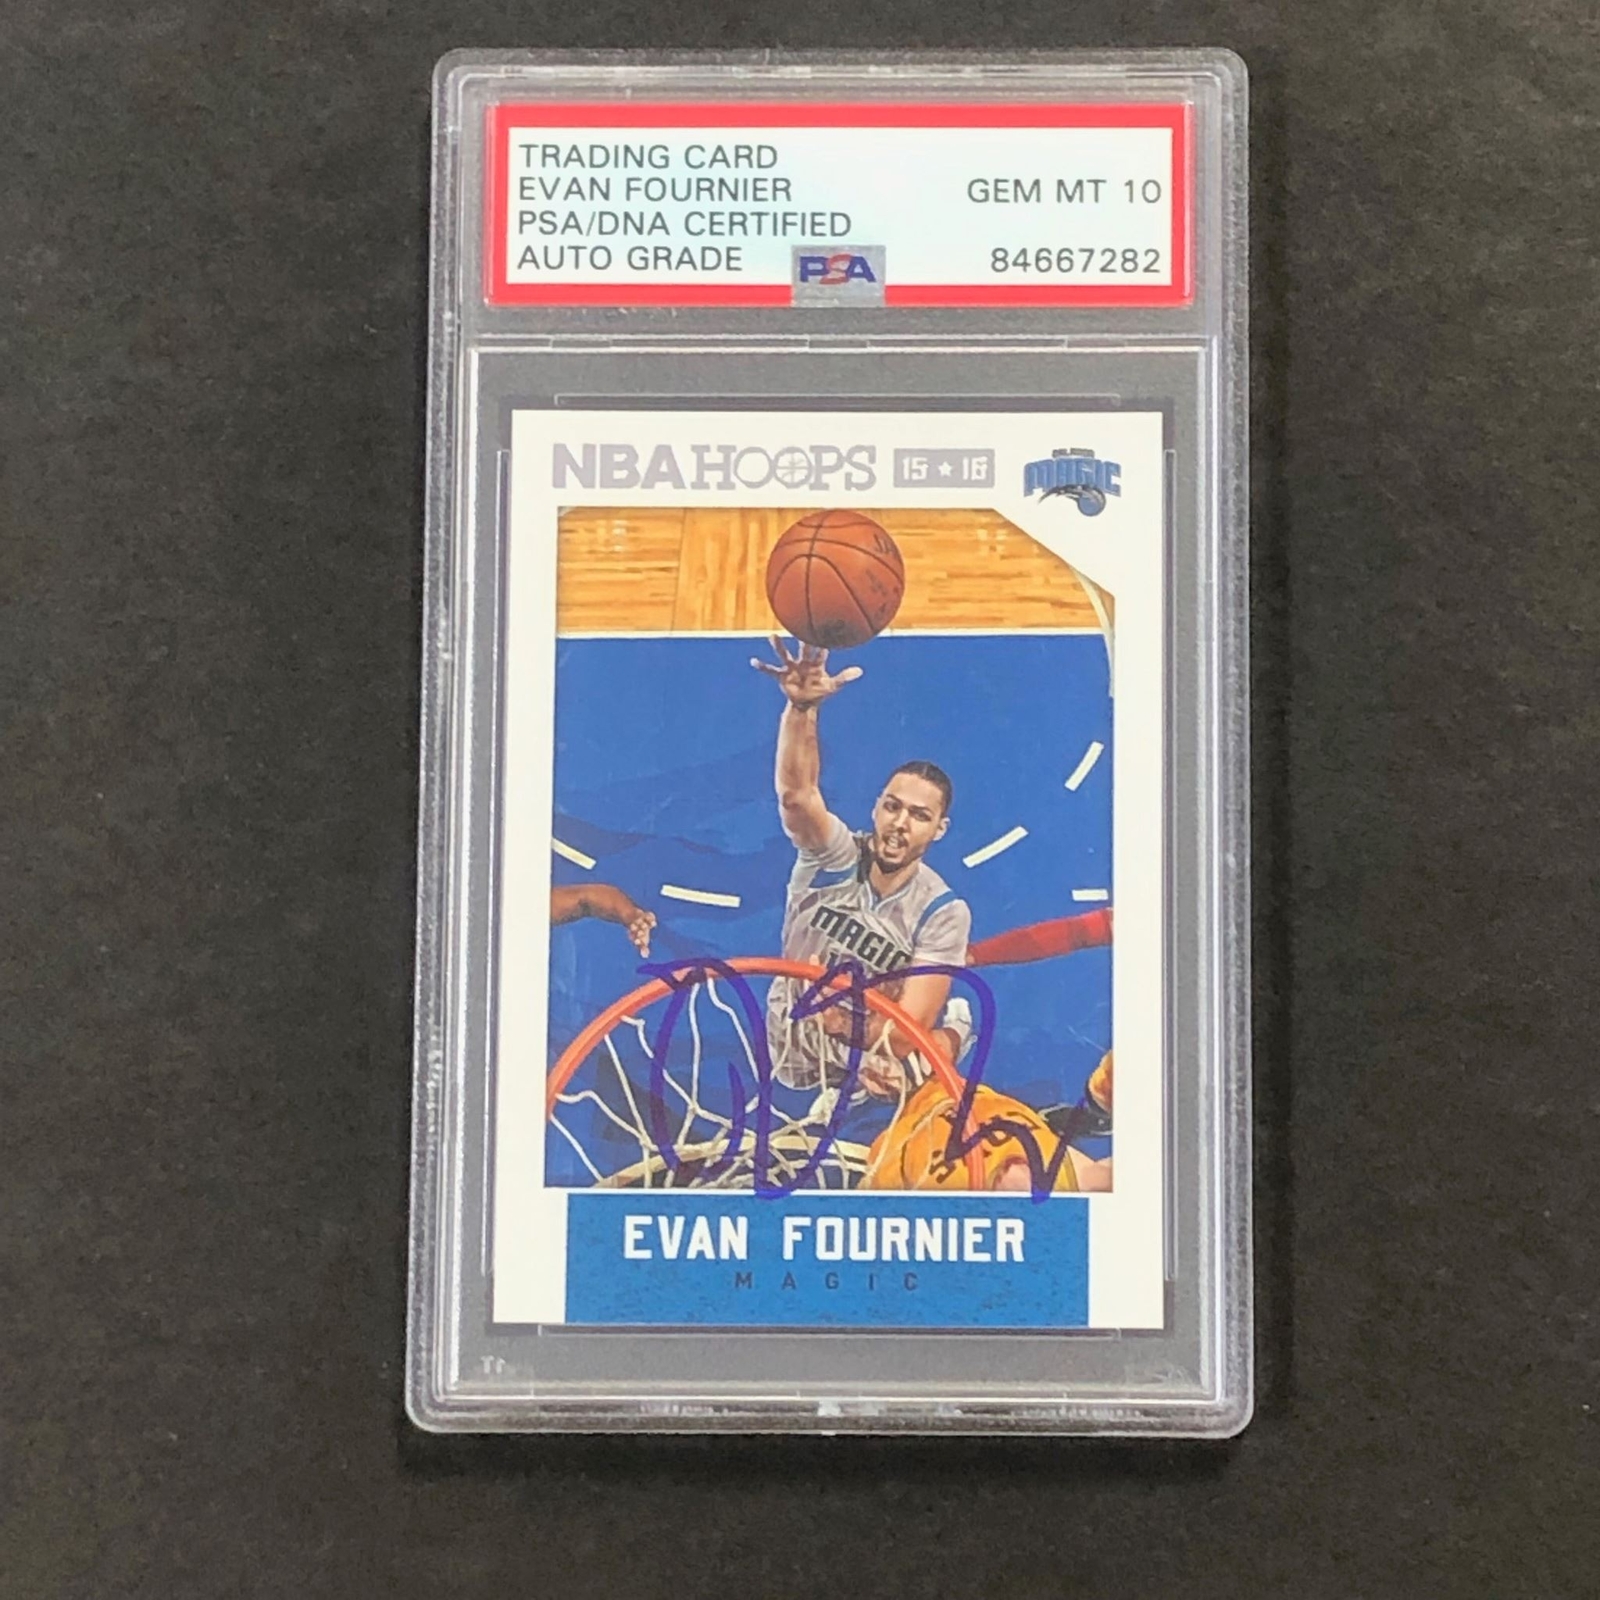 TRADING CARD
EVAN FOURNIER GEM MT 10
PSA/DNA CERTIFIED
AUTO GRADE PSA 84667282
NBA HOOPS 15 ★ 16 MAGIC
MAGIC
EVAN FOURNIER
MAGIC